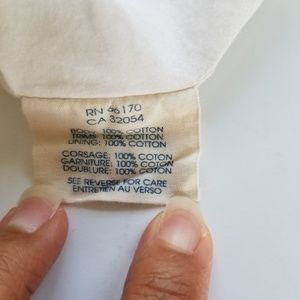 RN 56170
CA 32054
BODY: 100% COTTON
TRIMS: 100% COTTON
LINING: 100% COTTON
CORSAGE: 100% COTON
GARNITURE: 100% COTON
DOUBLURE: 100% COTON
SEE REVERSE FOR CARE
ENTRETIEN AU VERSO